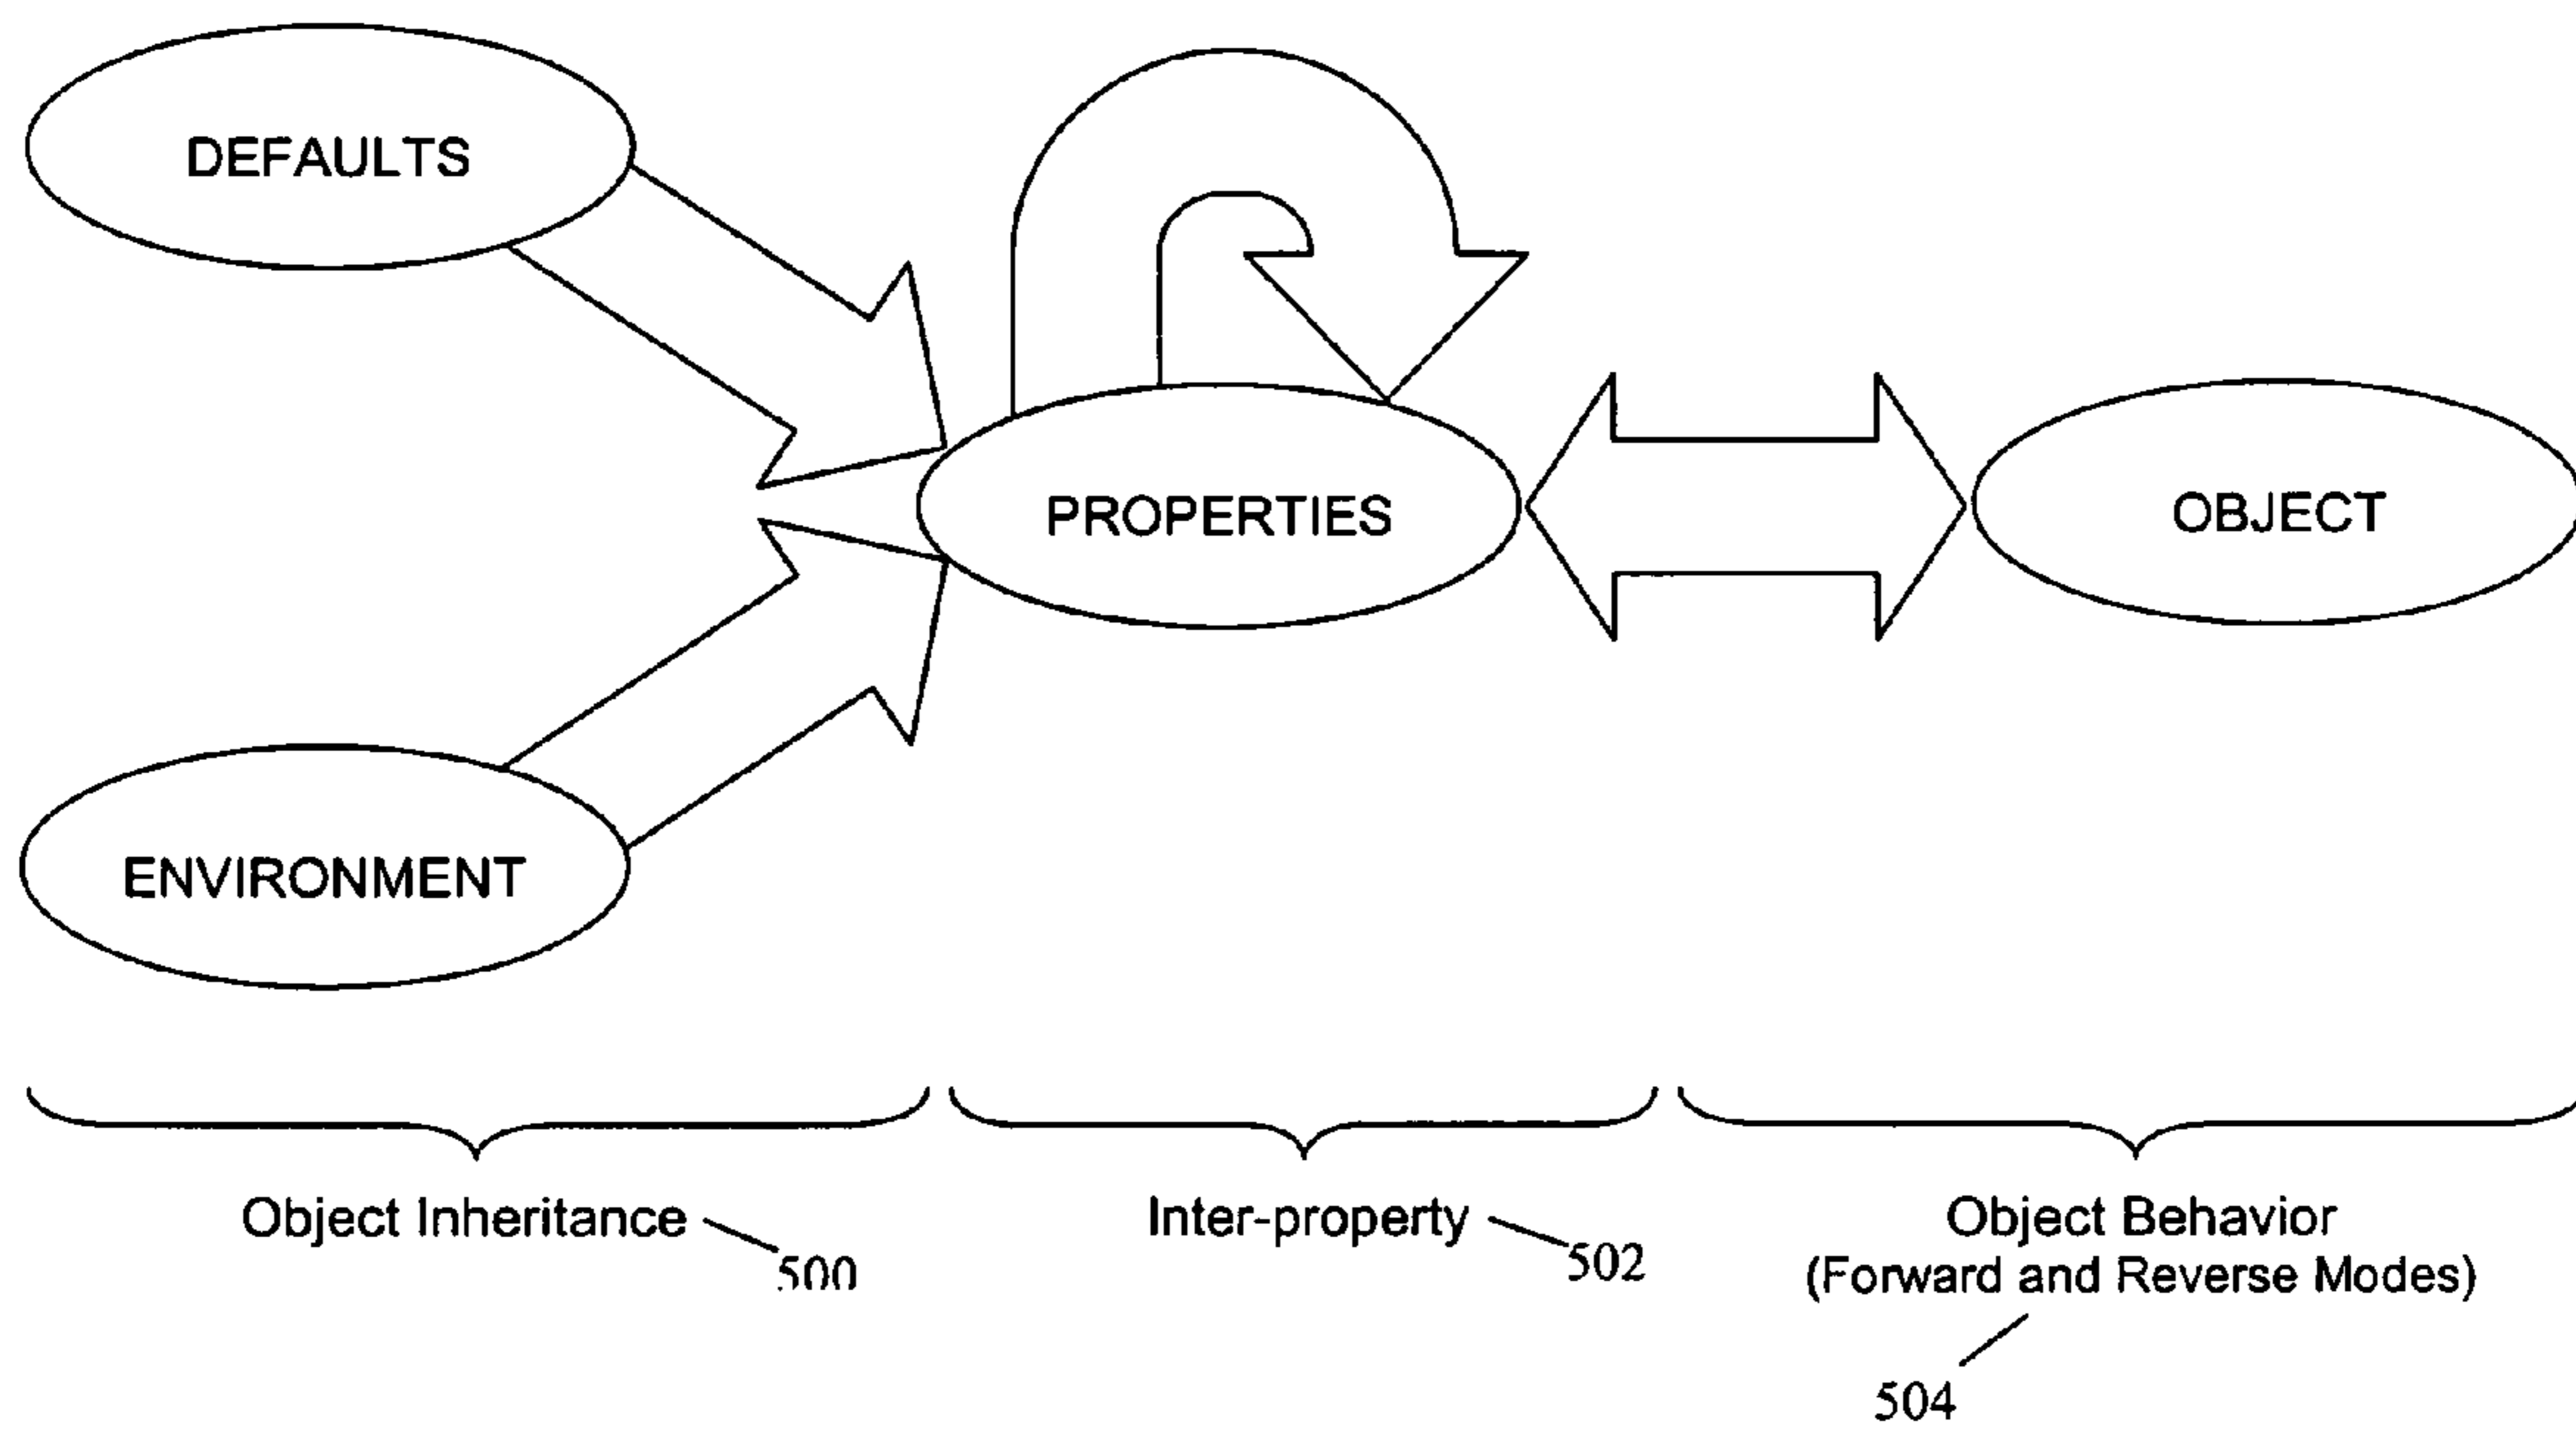 DEFAULTS
PROPERTIES
OBJECT
ENVIRONMENT
Object Inheritance
500
Inter-property
502
Object Behavior
(Forward and Reverse Modes)
504